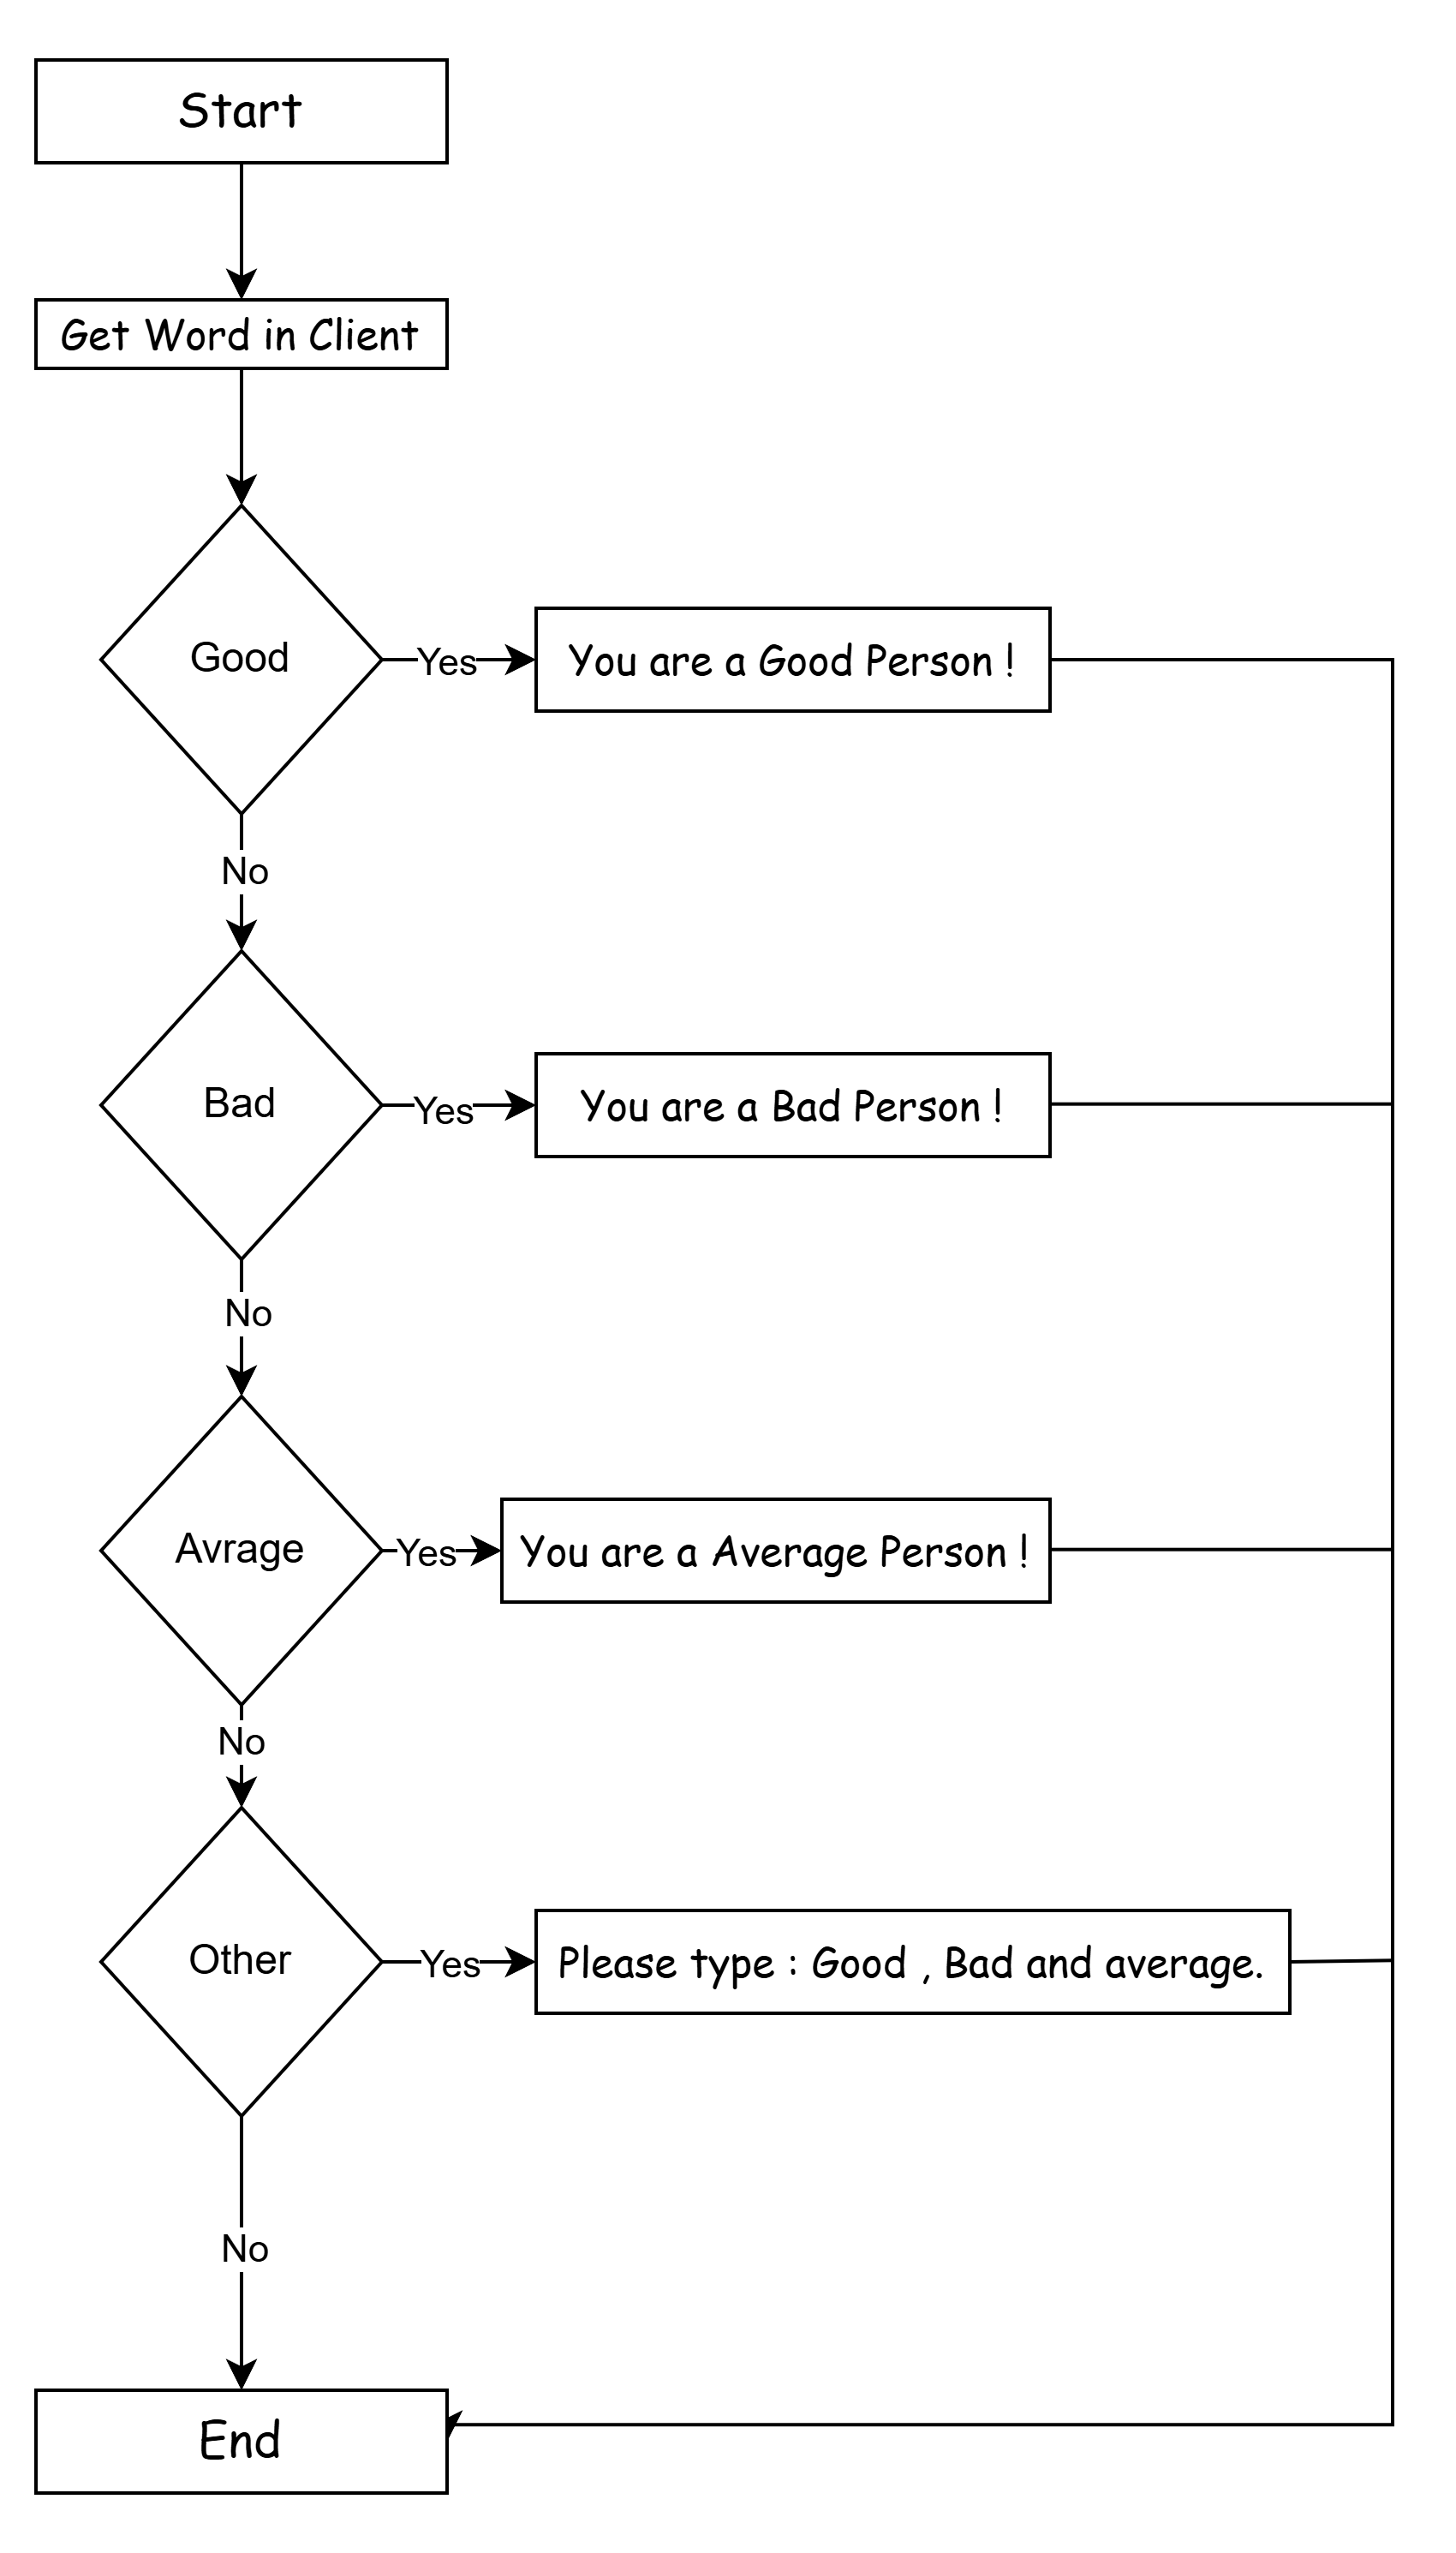 Start
Get Word in Client
Good
Yes
You are a Good Person !
No
Bad
Yes
You are a Bad Person !
No
Avrage
Yes
You are a Average Person !
No
Other
Yes
Please type : Good , Bad and average.
No
End